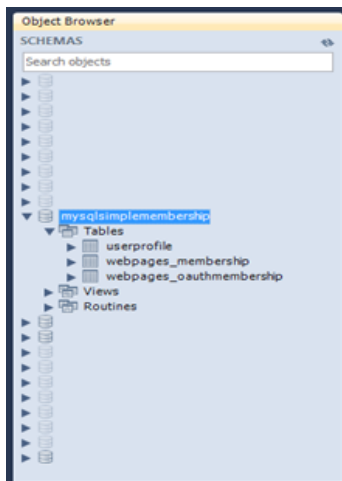 Object Browser
SCHEMAS
Search objects
mysqlsimplemembership
Tables
userprofile
webpages_membership
webpages_oauthmembership
Views
Routines